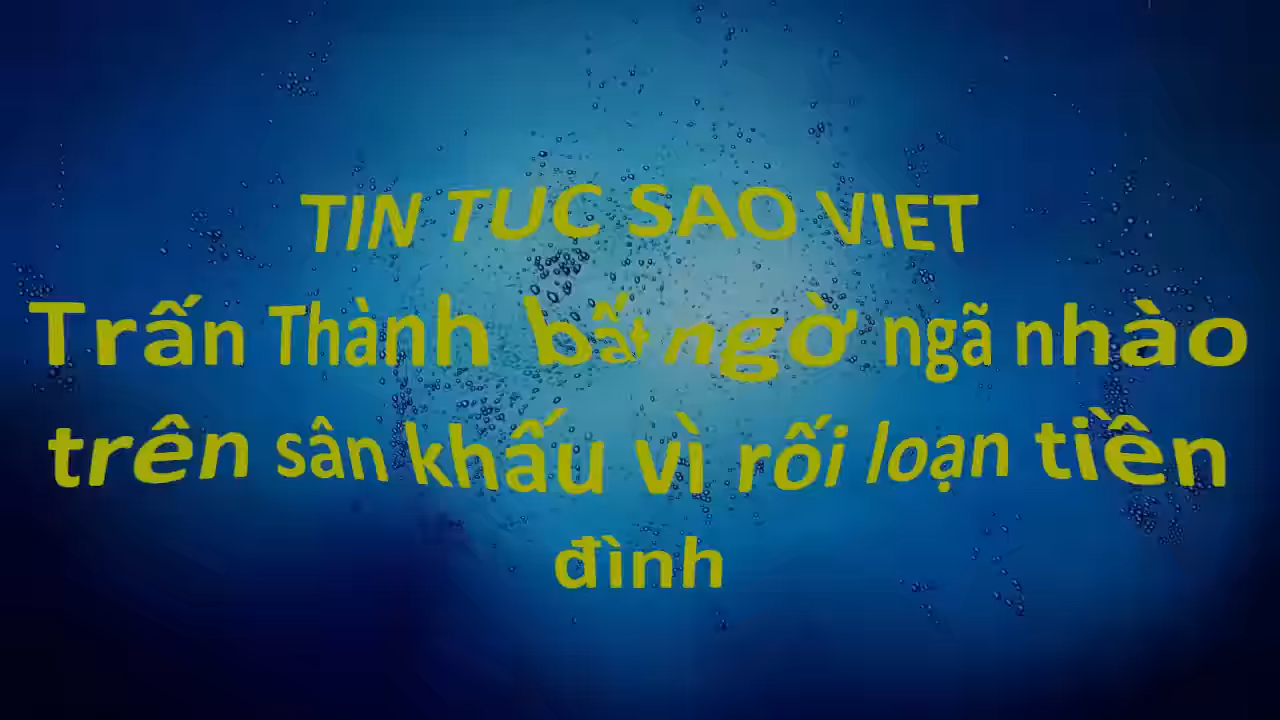 TIN TUC SAO VIET
Trấn Thành bất ngờ ngã nhào
trên sân khấu vì rối loạn tiền
đình